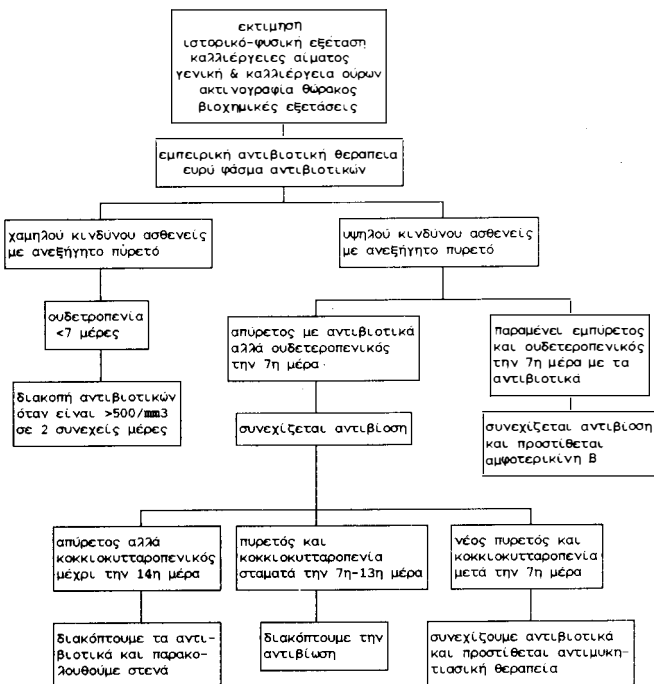 εκτιμηση
ιστορικό-φυσική εξέταση
καλλιέργειες αίματος
γενική & καλλιέργεια ούρων
ακτινογραφία θώρακος
βιοχημικές εξετάσεις
εμπειρική αντιβιοτική θεραπεια
ευρύ φάσμα αντιβιοτικών
χαμηλού κινδύνου ασθενείς
με ανεξήγητο πύρετό
υψηλού κινδύνου ασθενείς
με ανεξήγητο πυρετό
ουδετροπενία
<7 μέρες
απύρετος με αντιβιοτικά
αλλά ουδετεροπενικός
την 7η μέρα
παραμένει εμπύρετος
και ουδετεροπενικός
την 7η μέρα με τα
αντιβιοτικά
διακοπή αντιβιοτικών
όταν είναι >500/mm3
σε 2 συνεχείς μέρες
συνεχίζεται αντιβίοση
συνεχίζεται αντιβίοση
και προστίθεται
αμφοτερικίνη Β
απύρετος αλλά
κοκκιοκυτταροπενικός
μέχρι την 14η μέρα
πυρετός και
κοκκιοκυτταροπενία
σταματά την 7η-13η μέρα
νέος πυρετός και
κοκκιοκυτταροπενία
μετά την 7η μέρα
διακόπτουμε τα αντι-
βιοτικά και παρακο-
λουθούμε στενά
διακόπτουμε την
αντιβίωση
συνεχίζουμε αντιβιοτικά
και προστίθεται αντιμυκη-
τιασική θεραπεία